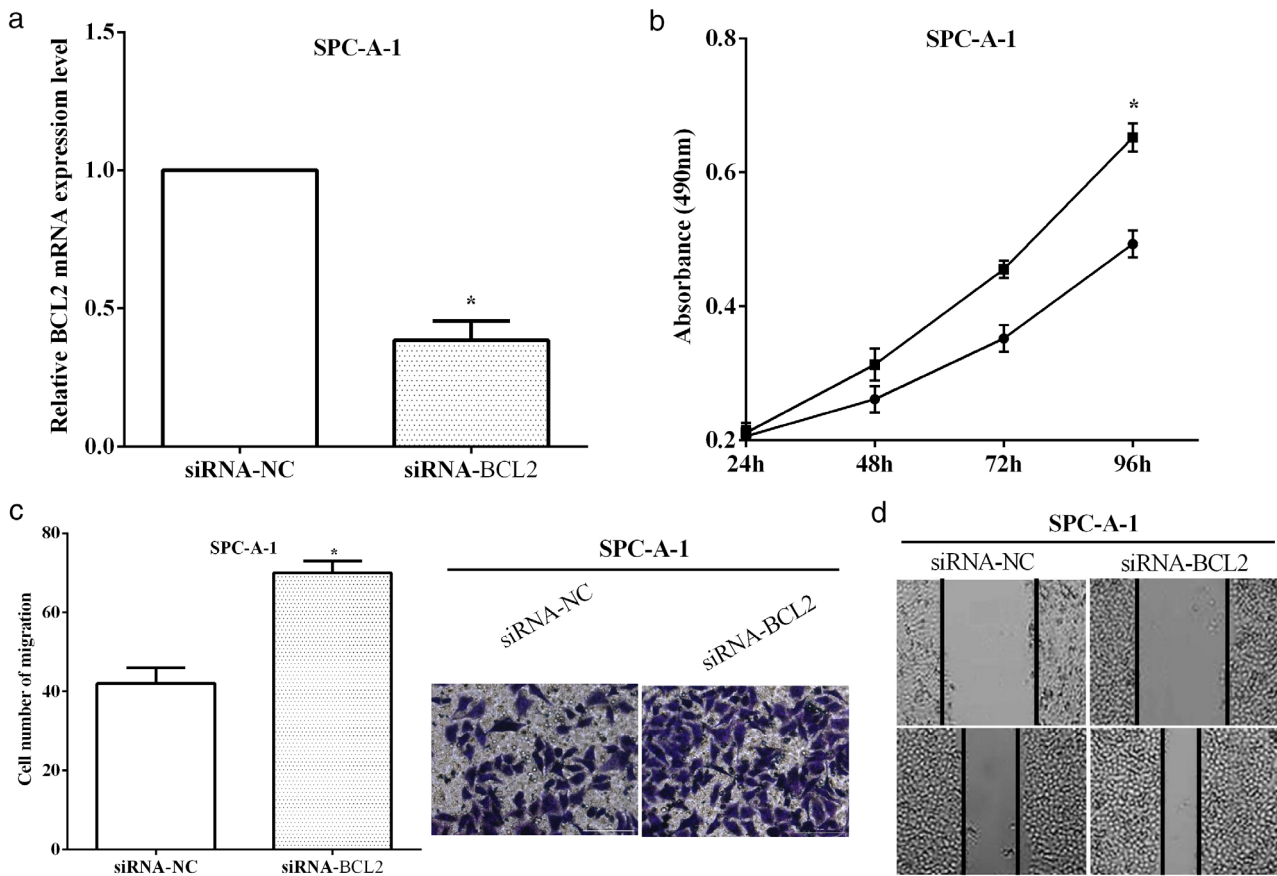 a
SPC-A-1
Relative BCL2 mRNA expression level
1.5
1.0
0.5
0.0
siRNA-NC
siRNA-BCL2
*
b
SPC-A-1
Absorbance (490nm)
0.8
0.6
0.4
0.2
24h
48h
72h
96h
*
c
SPC-A-1
Cell number of migration
80
60
40
20
0
siRNA-NC
siRNA-BCL2
*
SPC-A-1
siRNA-NC
siRNA-BCL2
d
SPC-A-1
siRNA-NC
siRNA-BCL2